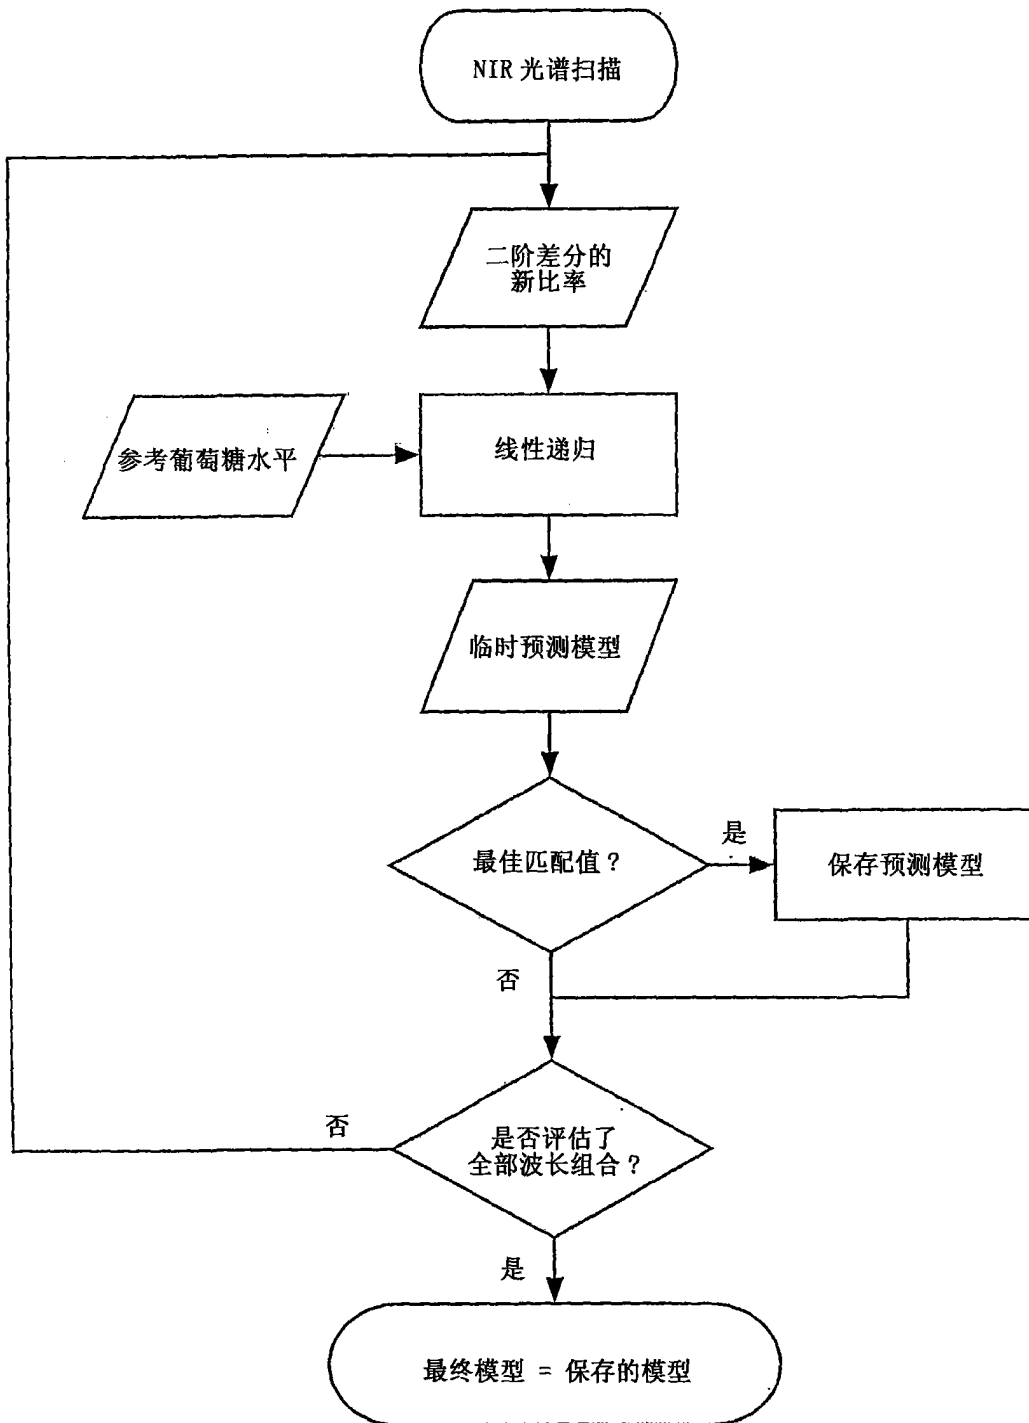 NIR 光谱扫描
二阶差分的
新比率
参考葡萄糖水平
线性递归
临时预测模型
最佳匹配值?
是
保存预测模型
否
否
是否评估了
全部波长组合?
是
最终模型 = 保存的模型